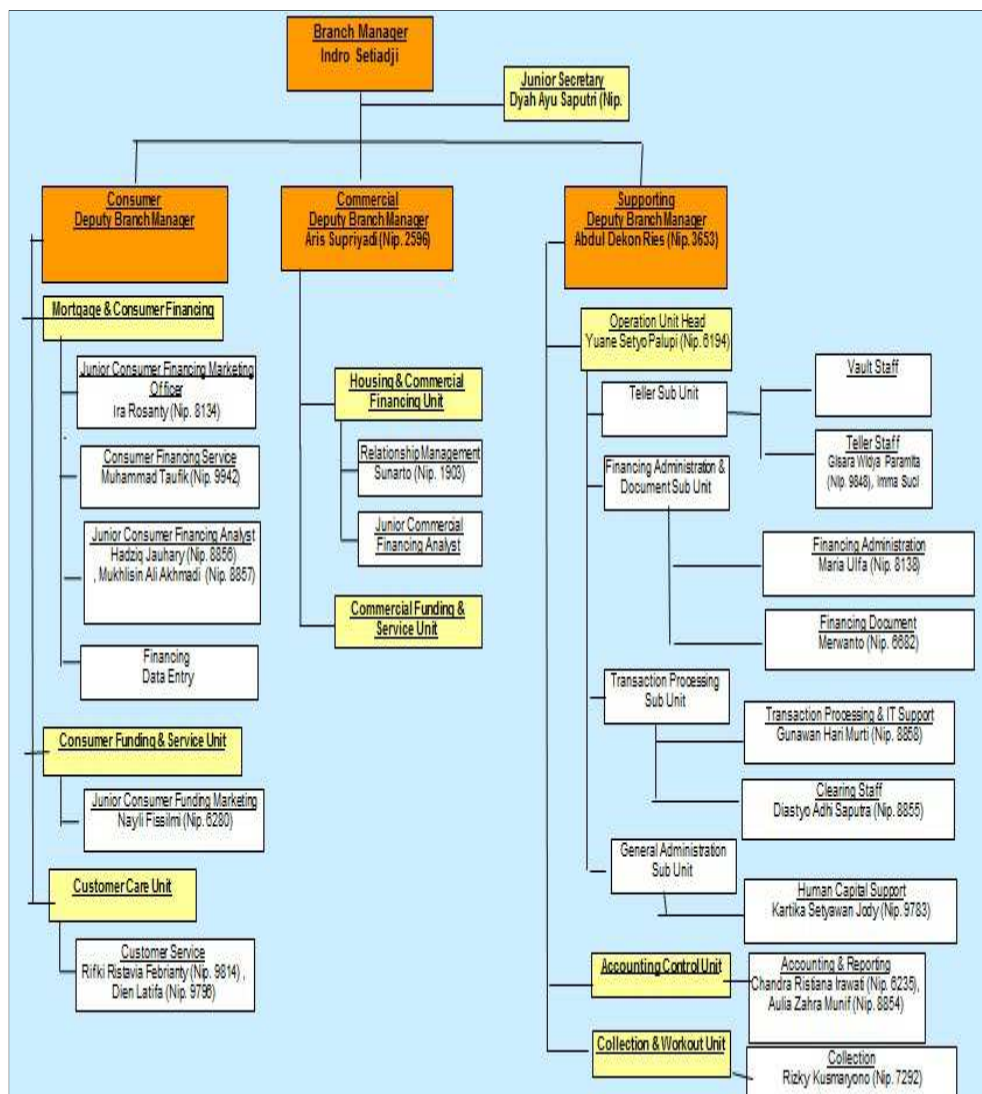 Branch Manager
Indro Setiadji
Junior Secretary
Dyah Ayu Saputri (Nip.
Consumer
Deputy Branch Manager
Commercial
Deputy Branch Manager
Aris Supriyadi (Nip. 2596)
Supporting
Deputy Branch Manager
Abdul Dekon Ries (Nip. 3653)
Mortgage & Consumer Financing
Junior Consumer Financing Marketing
Officer
Ira Rosanty (Nip. 8134)
Consumer Financing Service
Muhammad Taufik (Nip. 9942)
Junior Consumer Financing Analyst
Hadziq Jauhary (Nip. 8856)
, Mukhlisin Ali Akhmadi (Nip. 8857)
Financing
Data Entry
Consumer Funding & Service Unit
Junior Consumer Funding Marketing
Nayli Fissilmi (Nip. 6280)
Customer Care Unit
Customer Service
Rifki Ristavia Febrianty (Nip. 9814) ,
Dien Latifa (Nip. 9796)
Housing & Commercial
Financing Unit
Relationship Management
Sunarto (Nip. 1903)
Junior Commercial
Financing Analyst
Commercial Funding &
Service Unit
Operation Unit Head
Yuane Setyo Palupi (Nip. 6194)
Teller Sub Unit
Vault Staff
Teller Staff
Gisara Widya Paramita
(Nip. 9848), Imma Suci
Financing Administration &
Document Sub Unit
Financing Administration
Maria Ulfa (Nip. 8138)
Financing Document
Merwanto (Nip. 6682)
Transaction Processing
Sub Unit
Transaction Processing & IT Support
Gunawan Hari Murti (Nip. 8858)
Clearing Staff
Diastyo Adhi Saputra (Nip. 8855)
General Administration
Sub Unit
Human Capital Support
Kartika Setyawan Jody (Nip. 9783)
Accounting Control Unit
Accounting & Reporting
Chandra Ristiana Irawati (Nip. 6235),
Aulia Zahra Munif (Nip. 8854)
Collection & Workout Unit
Collection
Rizky Kusmaryono (Nip. 7292)